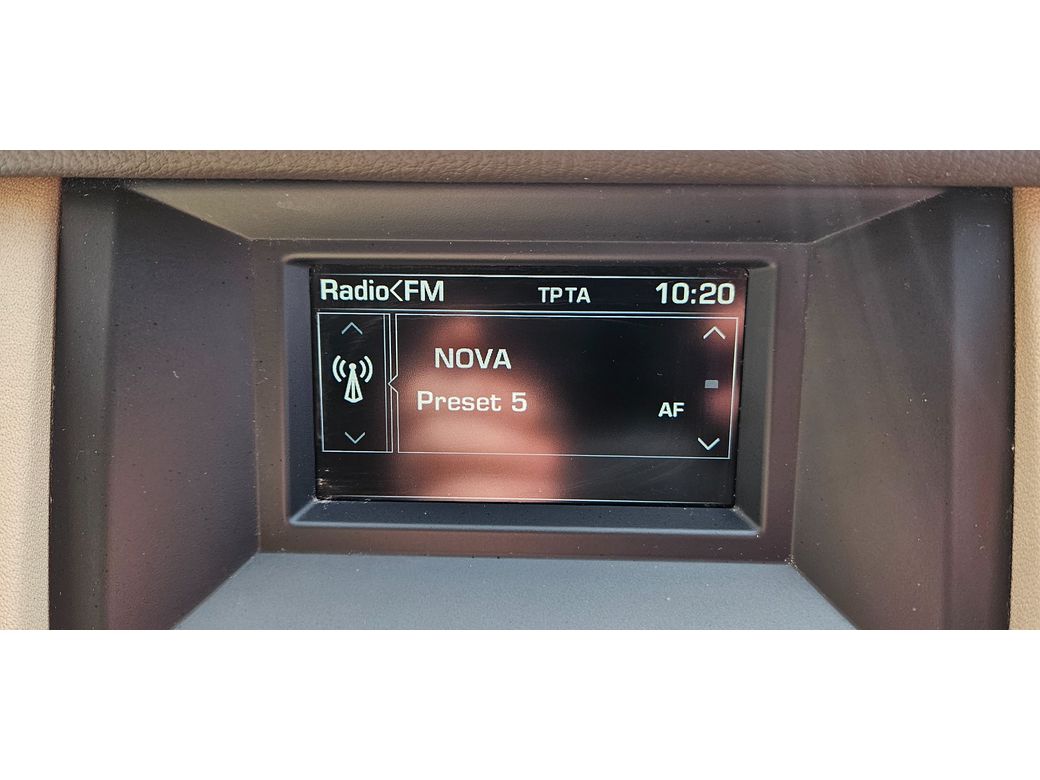 Radio<FM TP TA 10:20
NOVA
Preset 5
AF